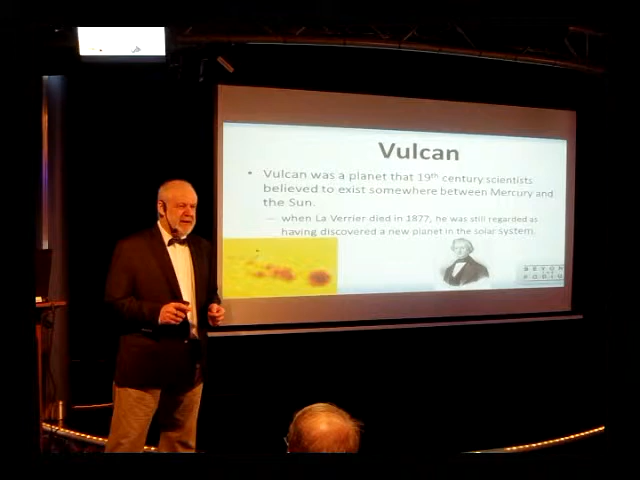 Vulcan
• Vulcan was a planet that 19th century scientists
believed to exist somewhere between Mercury and
the Sun.
— when La Verrier died in 1877, he was still regarded as
having discovered a new planet in the solar system.